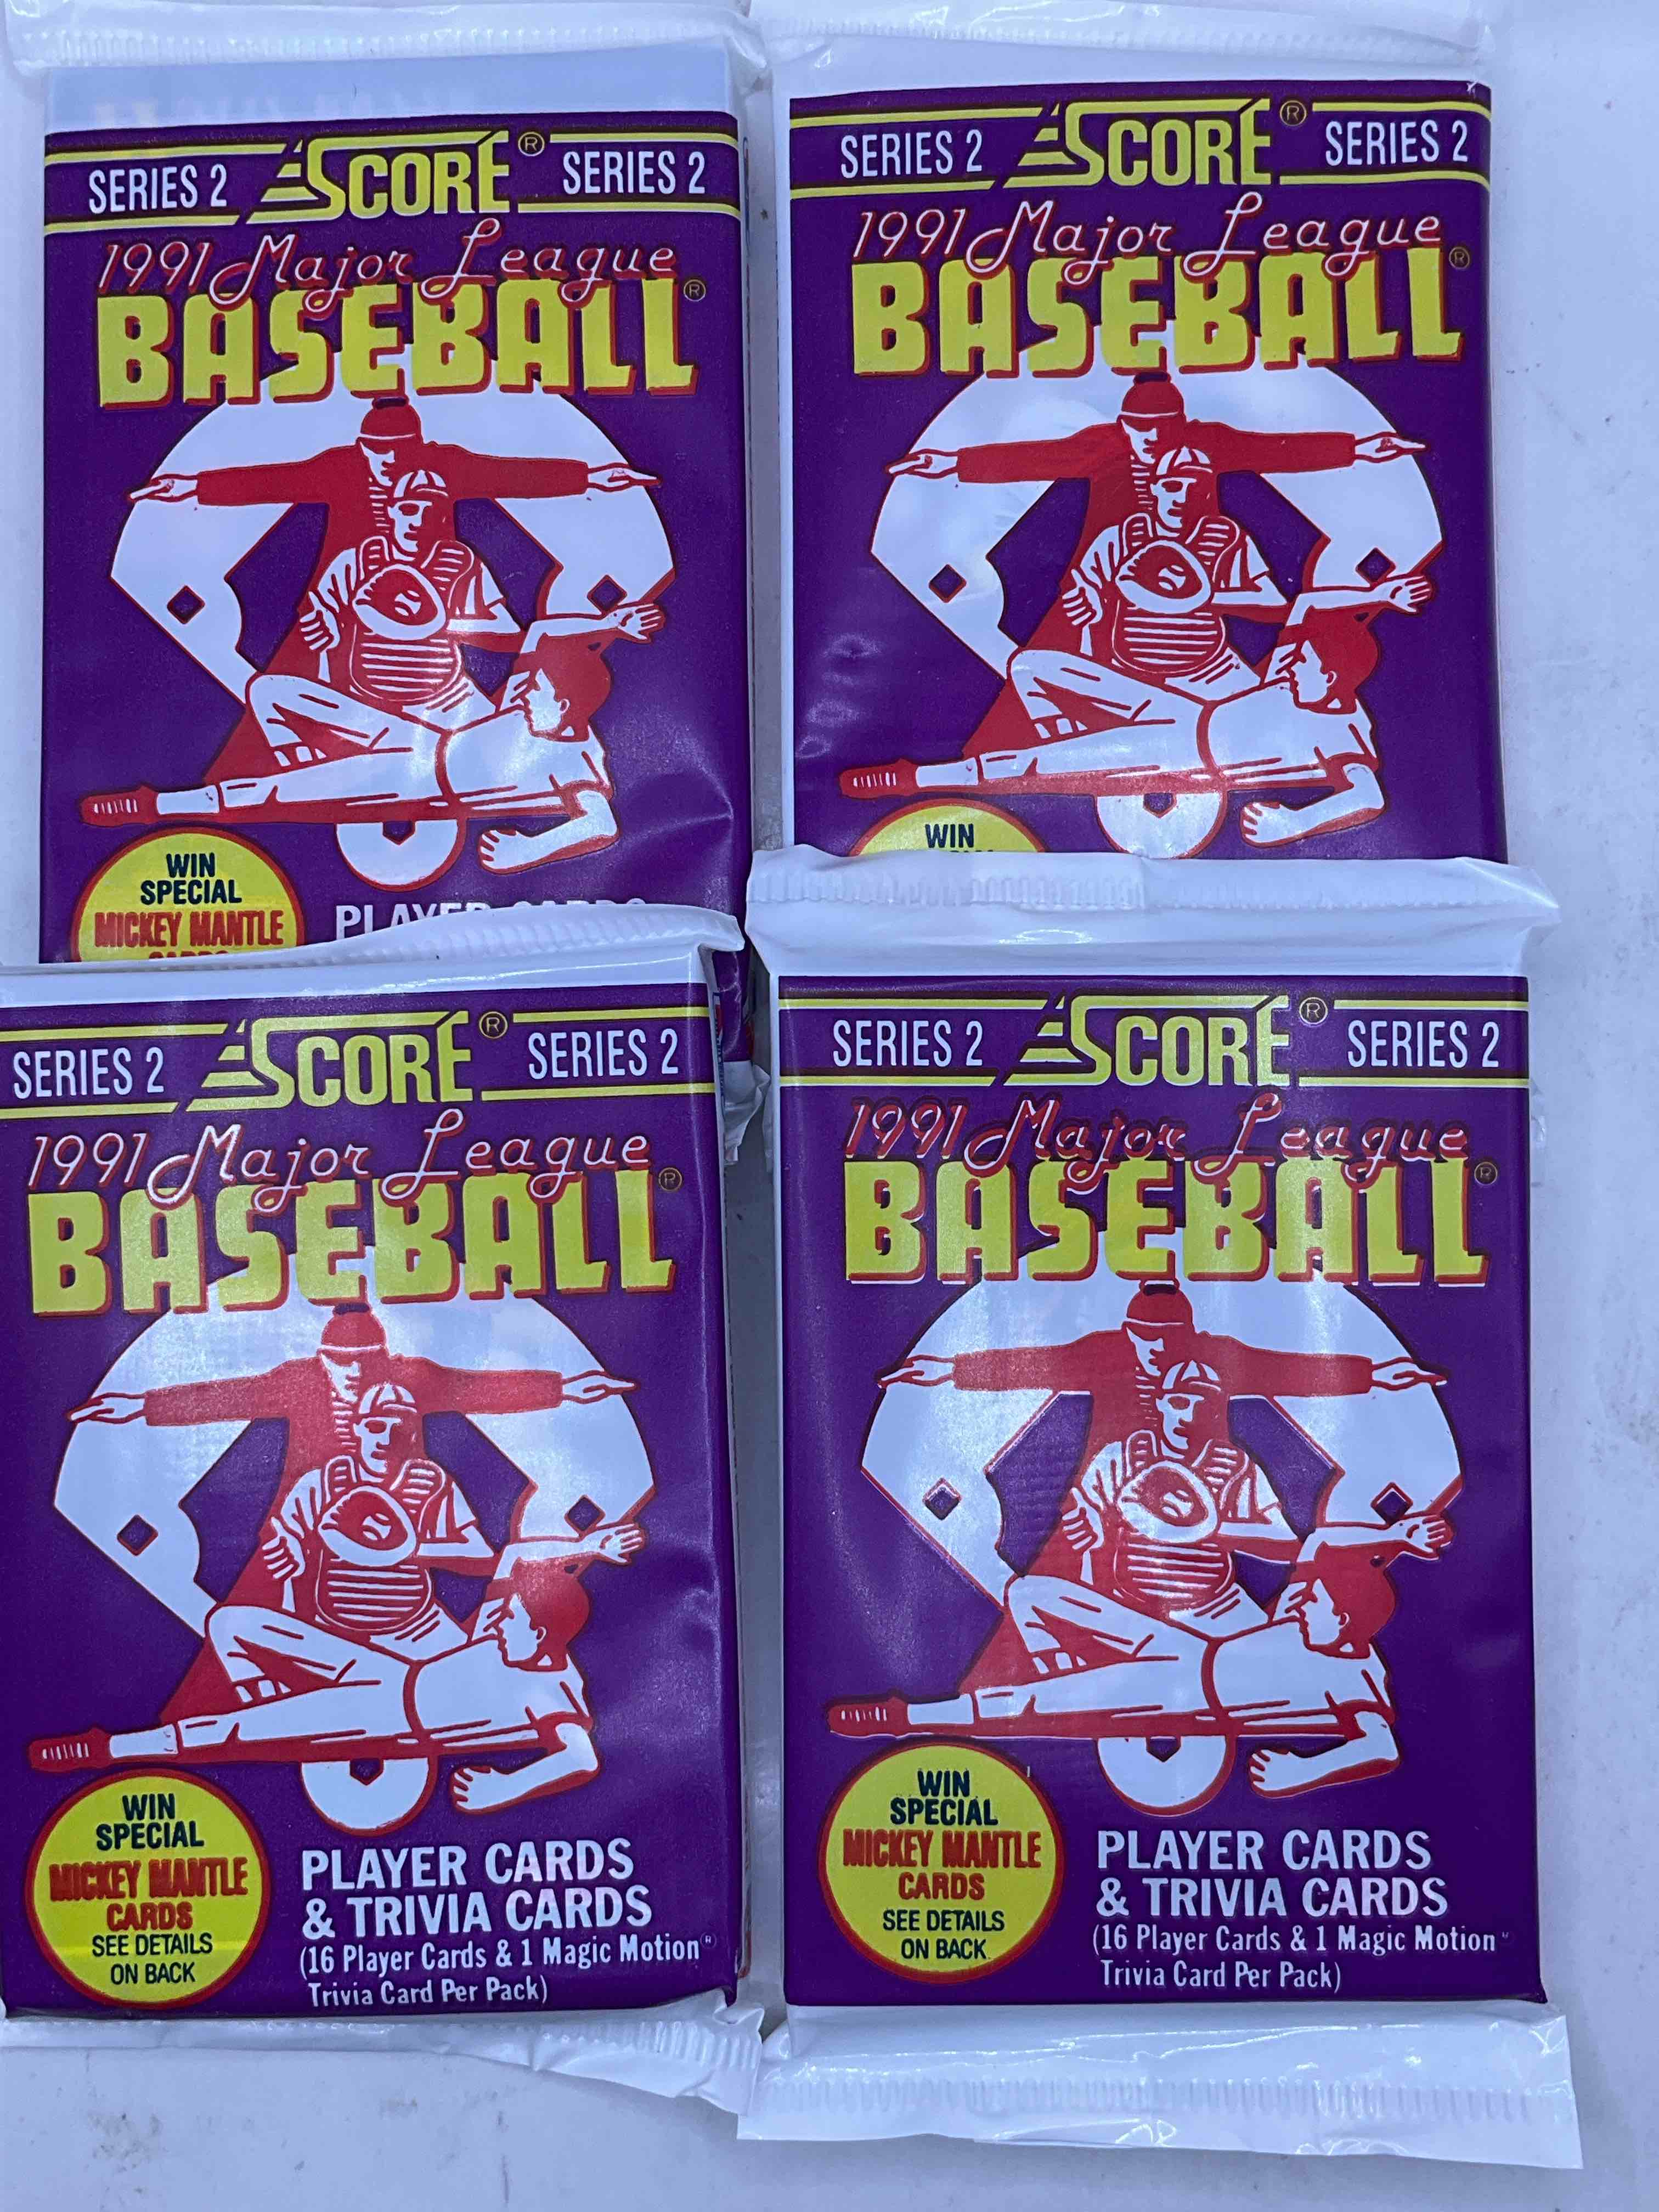 SERIES 2 SCORE® SERIES 2
1991 Major League
BASEBALL®
WIN
SPECIAL
MICKEY MANTLE
CARDS
PLAYER CARDS
SERIES 2 SCORE® SERIES 2
1991 Major League
BASEBALL®
WIN
SERIES 2 SCORE® SERIES 2
1991 Major League
BASEBALL®
WIN
SPECIAL
MICKEY MANTLE
CARDS
SEE DETAILS
ON BACK
PLAYER CARDS
& TRIVIA CARDS
(16 Player Cards & 1 Magic Motion®
Trivia Card Per Pack)
SERIES 2 SCORE® SERIES 2
1991 Major League
BASEBALL®
WIN
SPECIAL
MICKEY MANTLE
CARDS
SEE DETAILS
ON BACK
PLAYER CARDS
& TRIVIA CARDS
(16 Player Cards & 1 Magic Motion
Trivia Card Per Pack)